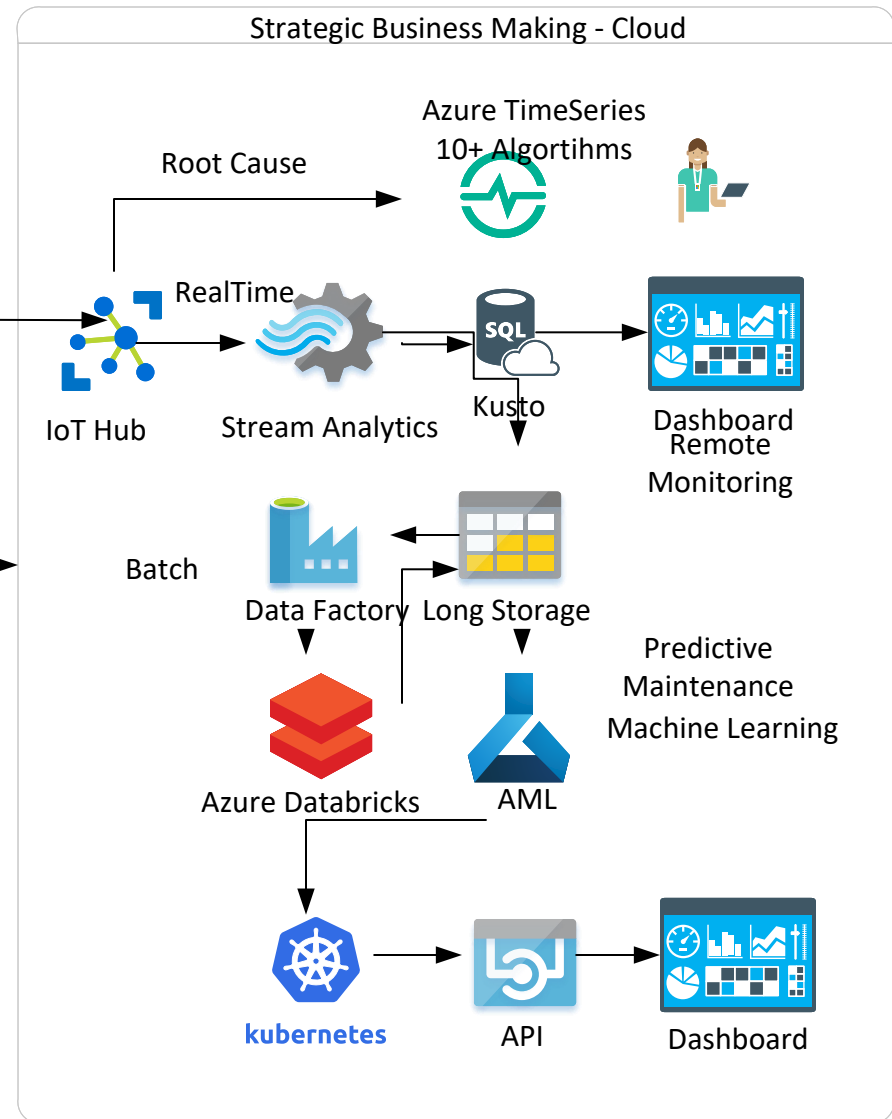 Strategic Business Making - Cloud
Azure TimeSeries
10+ Algortihms
Root Cause
RealTime
SQL
IoT Hub
Stream Analytics
Kusto
Dashboard
Remote
Monitoring
Batch
Data Factory
Long Storage
Predictive
Maintenance
Machine Learning
Azure Databricks
AML
kubernetes
API
Dashboard